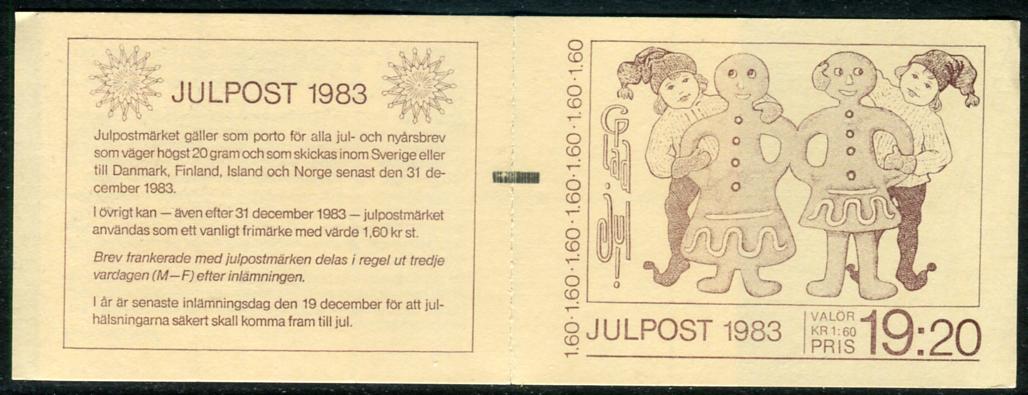 JULPOST 1983
Julpostmärket gäller som porto för alla jul- och nyårsbrev
som väger högst 20 gram och som skickas inom Sverige eller
till Danmark, Finland, Island och Norge senast den 31 de-
cember 1983.
I övrigt kan — även efter 31 december 1983 — julpostmärket
användas som ett vanligt frimärke med värde 1,60 kr st.
Brev frankerade med julpostmärken delas i regel ut tredje
vardagen (M—F) efter inlämningen.
I år är senaste inlämningsdag den 19 december för att jul-
hälsningarna säkert skall komma fram till jul.
1.60·1.60·1.60·1.60·1.60·1.60·1.60
God Jul!
JULPOST 1983
VALÖR
KR 1:60
PRIS
19:20